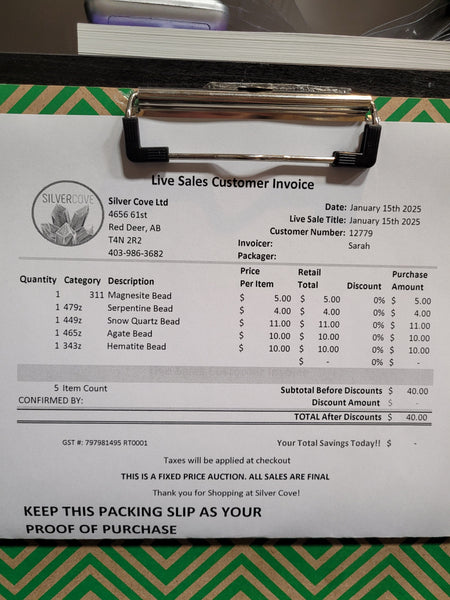 Live Sales Customer Invoice
SILVERCOVE
Silver Cove Ltd
4656 61st
Red Deer, AB
T4N 2R2
403-986-3682
Date: January 15th 2025
Live Sale Title: January 15th 2025
Customer Number: 12779
Invoicer: Sarah
Packager:
Quantity Category Description Price Per Item Retail Total Discount Purchase Amount
1 311 Magnesite Bead $ 5.00 $ 5.00 0% $ 5.00
1 479z Serpentine Bead $ 4.00 $ 4.00 0% $ 4.00
1 449z Snow Quartz Bead $ 11.00 $ 11.00 0% $ 11.00
1 465z Agate Bead $ 10.00 $ 10.00 0% $ 10.00
1 343z Hematite Bead $ 10.00 $ 10.00 0% $ 10.00
$ - 0% $ -
5 Item Count Subtotal Before Discounts $ 40.00
CONFIRMED BY: Discount Amount $ -
TOTAL After Discounts $ 40.00
GST #: 797981495 RT0001 Your Total Savings Today!! $ -
Taxes will be applied at checkout
THIS IS A FIXED PRICE AUCTION. ALL SALES ARE FINAL
Thank you for Shopping at Silver Cove!
KEEP THIS PACKING SLIP AS YOUR
PROOF OF PURCHASE